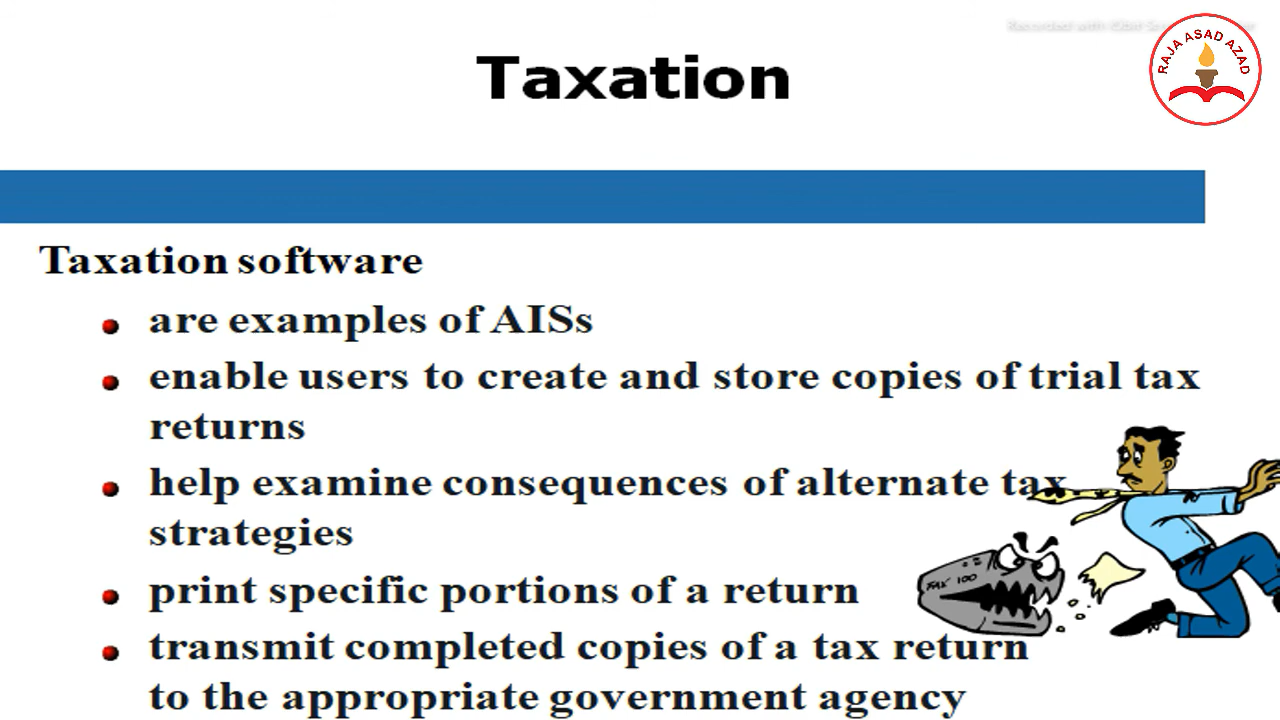 Taxation
RAJA ASAD AZAD
Taxation software
are examples of AISs
enable users to create and store copies of trial tax
returns
help examine consequences of alternate tax
strategies
print specific portions of a return
TAX 100
transmit completed copies of a tax return
to the appropriate government agency